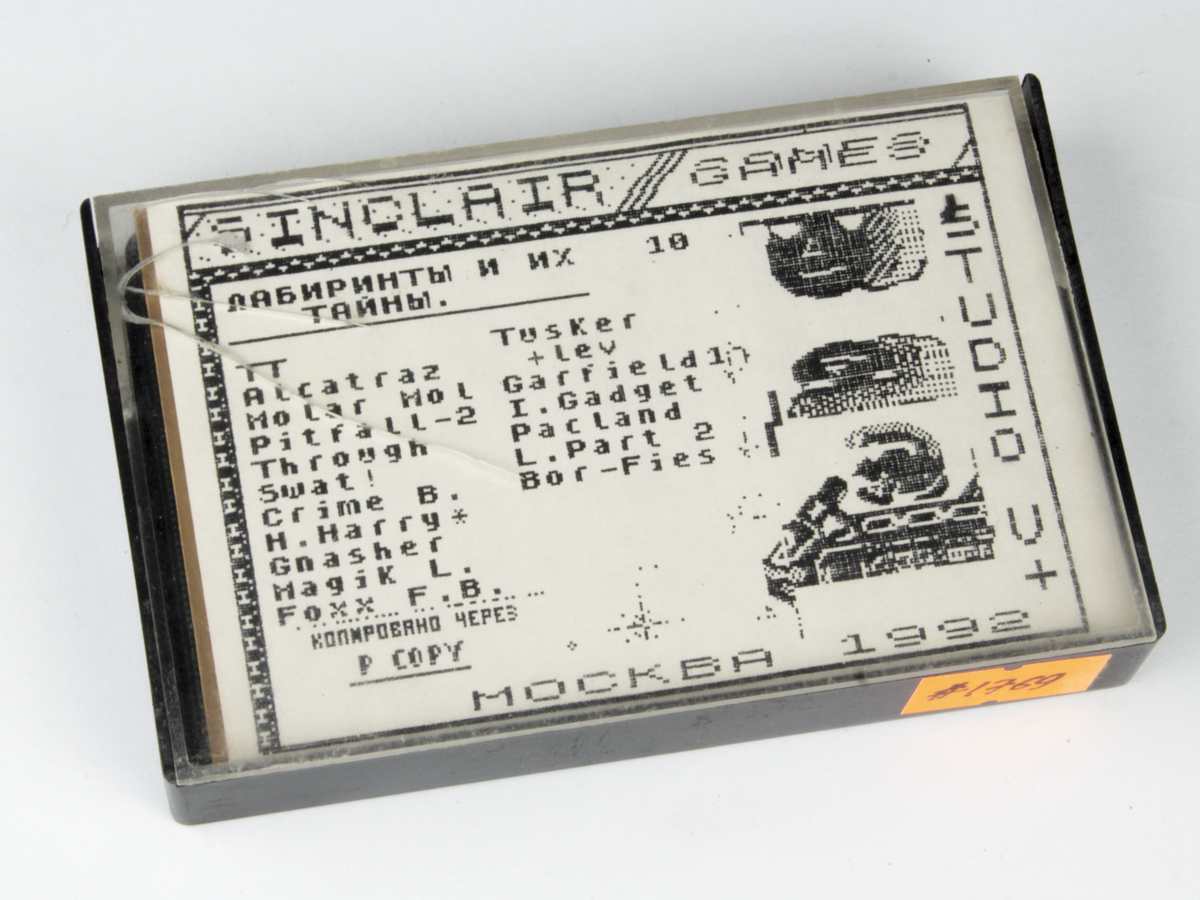 SINCLAIR GAMES
ЛАБИРИНТЫ И ИХ 10
ТАЙНЫ.
TT
Alcatraz
Molar Mol
Pitfall-2
Through
Swat!
Crime B.
H.Harry*
Gnasher
Magik L.
Foxx F.B.
Tusker
+lev
Garfield1
I.Gadget
Pacland
L.Part 2
Bor-Fies
КОПИРОВАНО ЧЕРЕЗ
P COPY
МОСКВА 1992
STUDIO V+
#1769